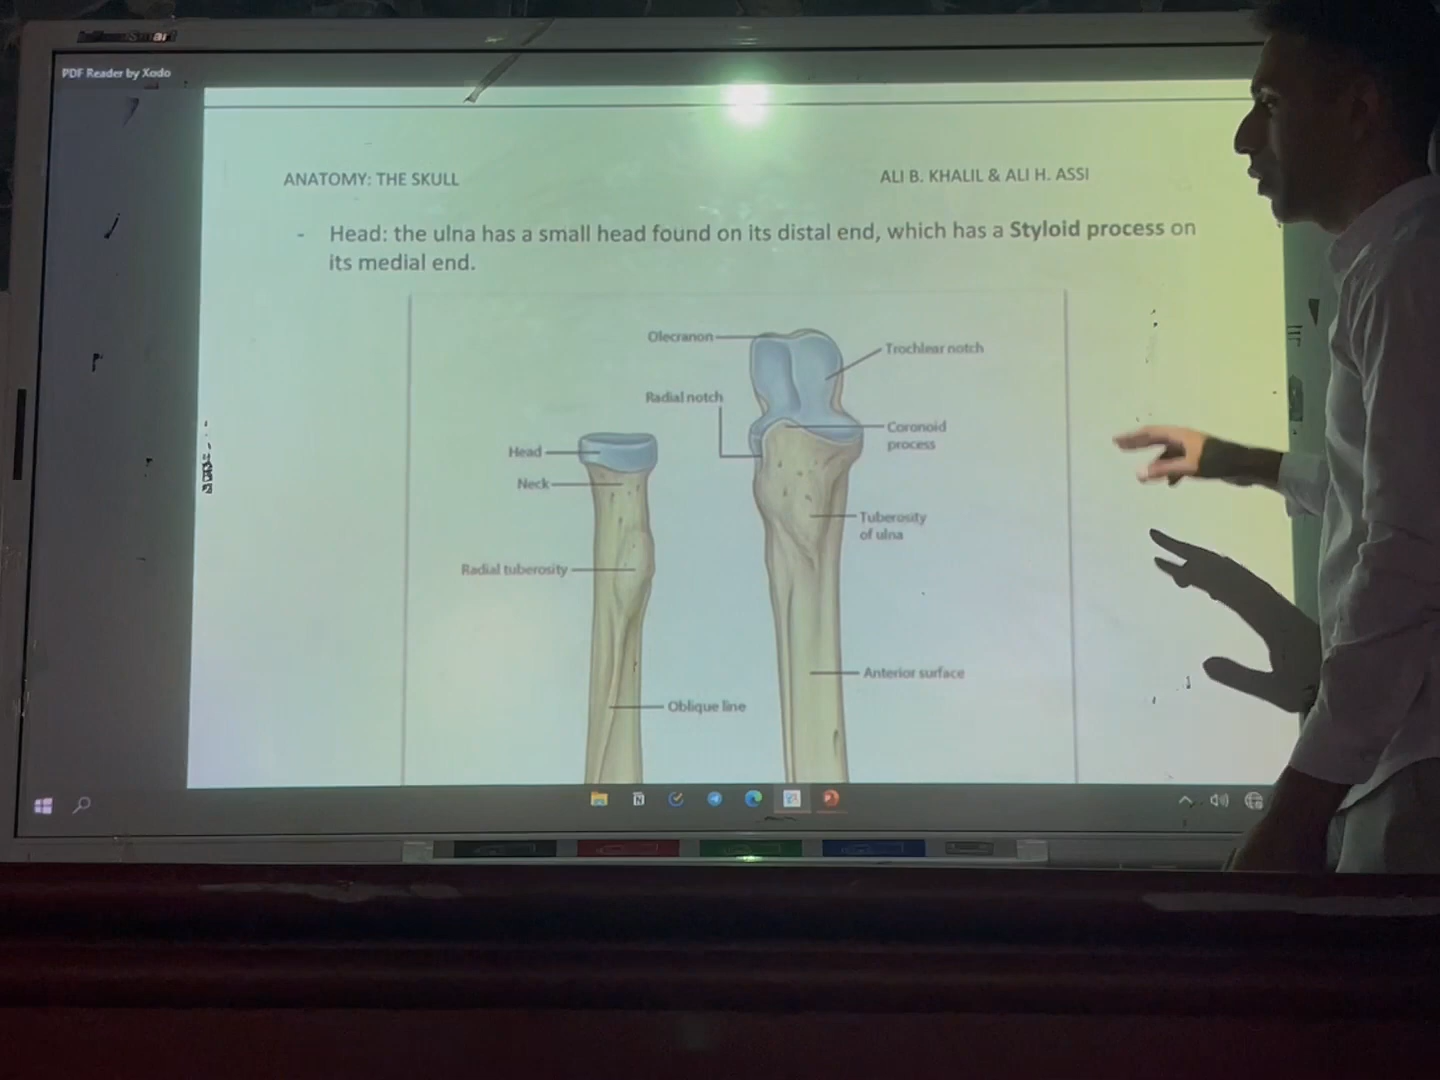 PDF Reader by Xodo
ANATOMY: THE SKULL
ALI B. KHALIL & ALI H. ASSI
- Head: the ulna has a small head found on its distal end, which has a Styloid process on
its medial end.
Olecranon
Trochlear notch
Radial notch
Coronoid
process
Head
Neck
Tuberosity
of ulna
Radial tuberosity
Anterior surface
Oblique line